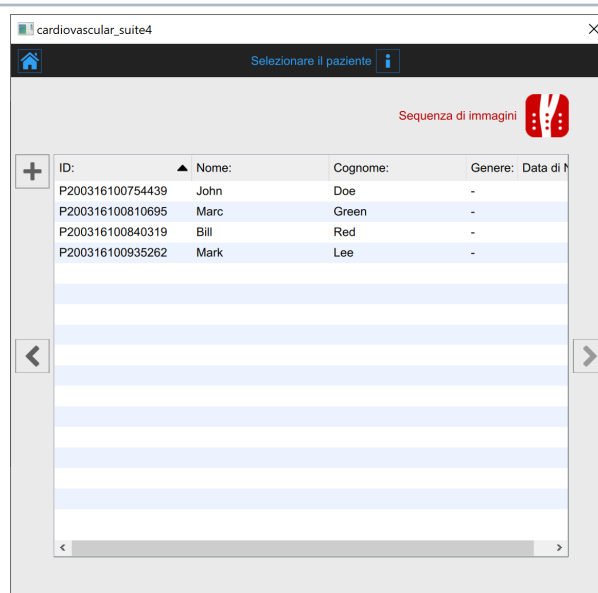 cardiovascular_suite4
Selezionare il paziente
Sequenza di immagini
ID: Nome: Cognome: Genere: Data di N
P200316100754439 John Doe -
P200316100810695 Marc Green -
P200316100840319 Bill Red -
P200316100935262 Mark Lee -